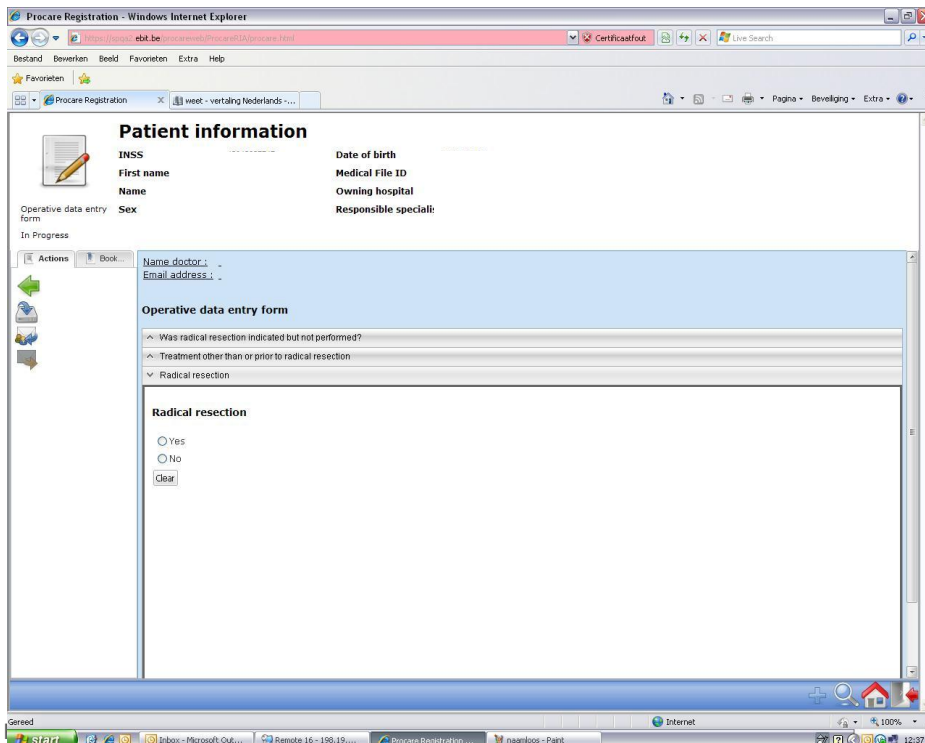 Procare Registration - Windows Internet Explorer
ebit.be/procareweb/ProcareRIA/procare.html
Certificaatfout
Live Search
Bestand Bewerken Beeld Favorieten Extra Help
Favorieten
Procare Registration X weet - vertaling Nederlands -...
Pagina Beveiliging Extra
Patient information
INSS Date of birth
First name Medical File ID
Name Owning hospital
Sex Responsible speciali
Operative data entry
form
In Progress
Actions Book...
Name doctor :
Email address :
Operative data entry form
Was radical resection indicated but not performed?
Treatment other than or prior to radical resection
Radical resection
Radical resection
Yes
No
Clear
Gereed Internet 100%
start Inbox - Microsoft Out... Remote 16 - 198.19.... Procare Registration ... naamloos - Paint 12:37